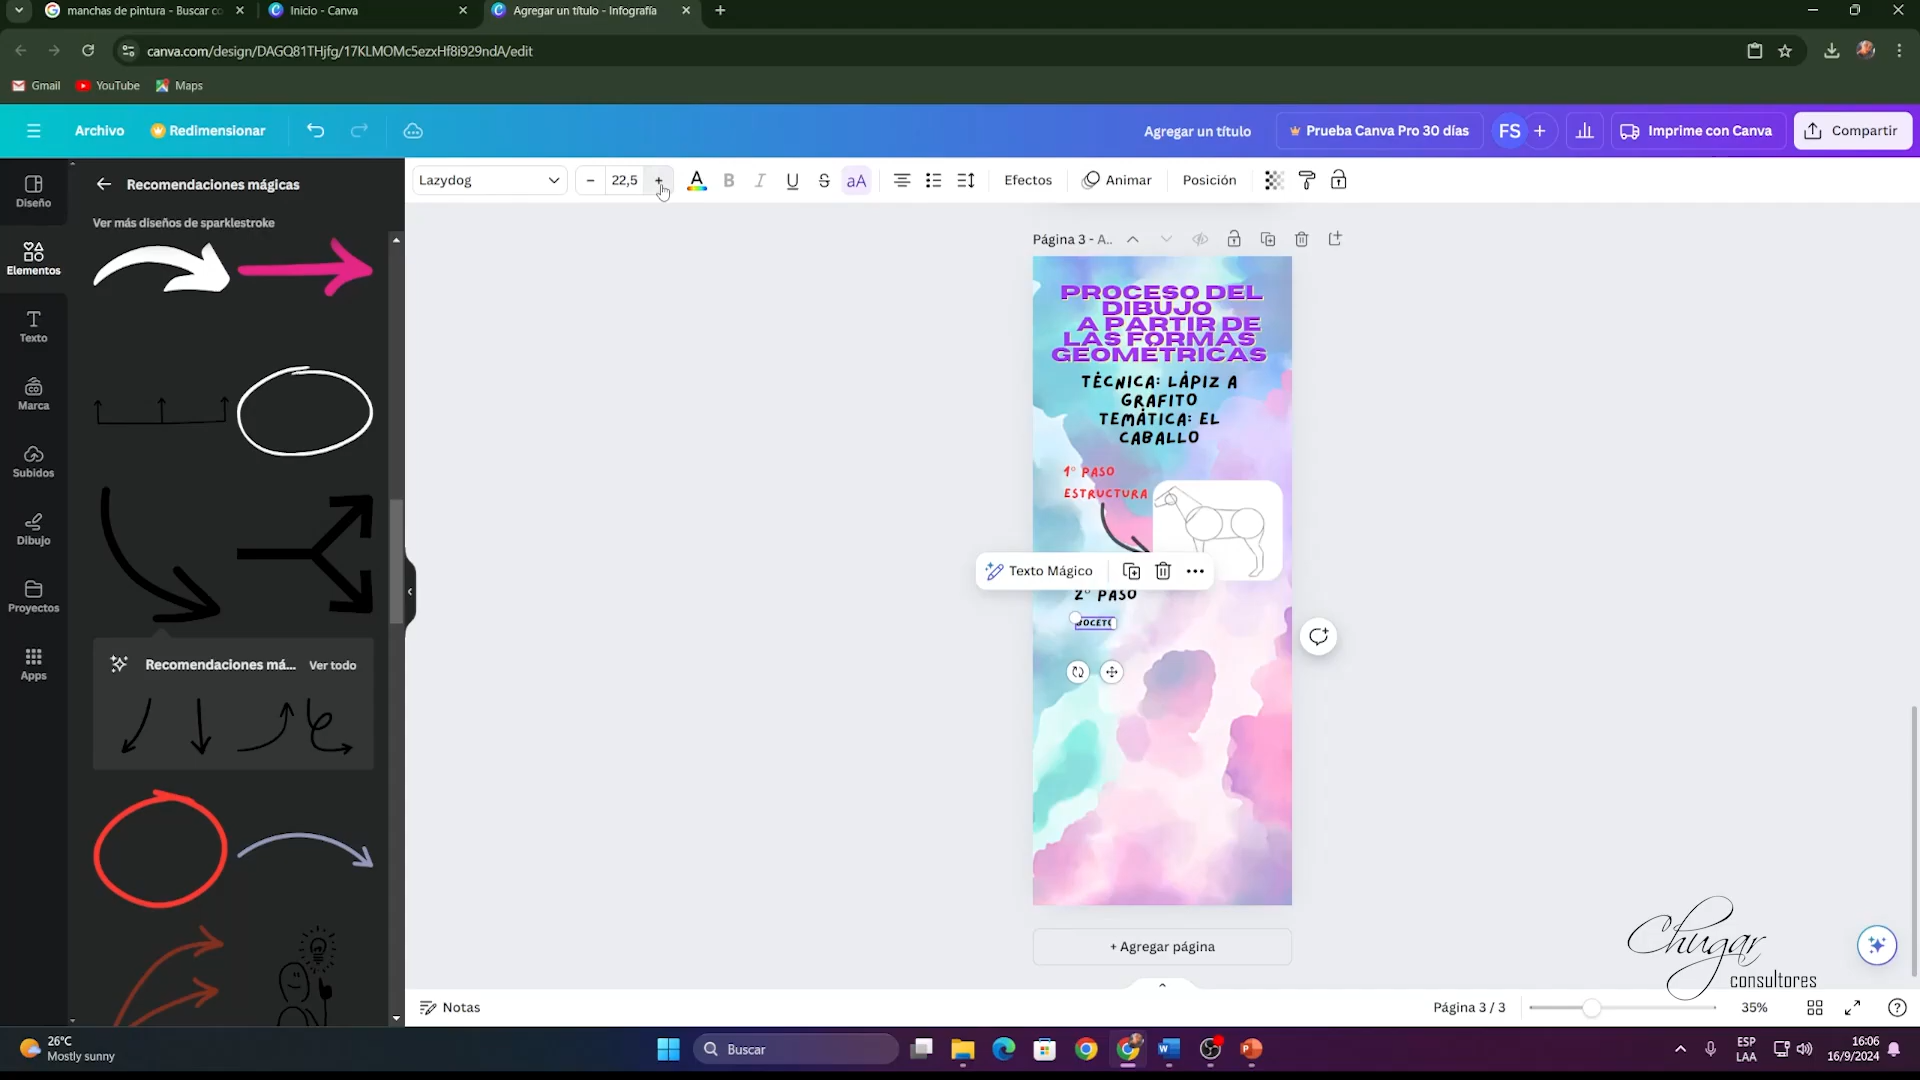 manchas de pintura - Buscar co
Inicio - Canva
Agregar un título - Infografía
canva.com/design/DAGQ81THjfg/17KLMOMc5ezxHf8i929ndA/edit
Gmail
YouTube
Maps
Archivo
Redimensionar
Agregar un título
Prueba Canva Pro 30 días
FS
Imprime con Canva
Compartir
Diseño
Elementos
Texto
Marca
Subidos
Dibujo
Proyectos
Apps
Recomendaciones mágicas
Ver más diseños de sparklestroke
Recomendaciones má...
Ver todo
Lazydog
22,5
aA
Efectos
Animar
Posición
Página 3 - A..
PROCESO DEL
DIBUJO
A PARTIR DE
LAS FORMAS
GEOMÉTRICAS
TÉCNICA: LÁPIZ A
GRAFITO
TEMÁTICA: EL
CABALLO
1° PASO
ESTRUCTURA
Texto Mágico
2° PASO
+ Agregar página
Chugar
consultores
Notas
Página 3 / 3
35%
26°C
Mostly sunny
Buscar
ESP
LAA
16:06
16/9/2024